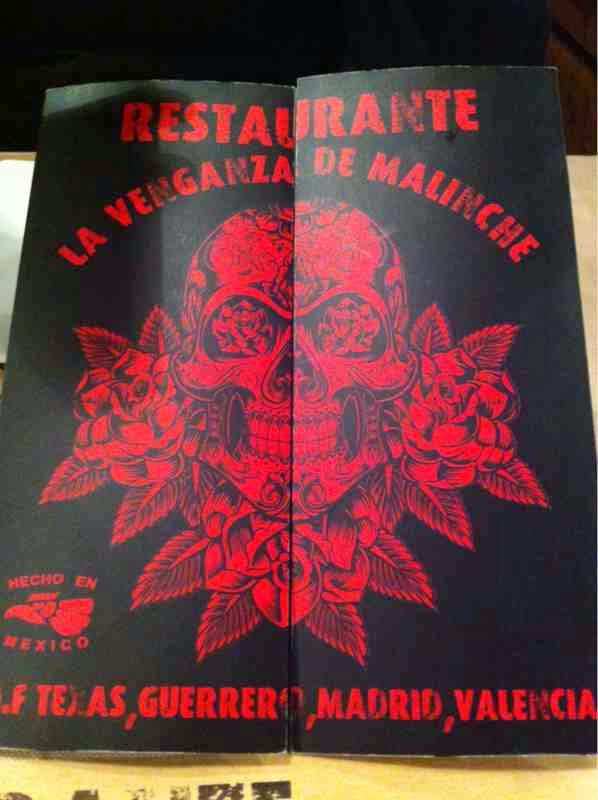 RESTAURANTE
LA VENGANZA DE MALINCHE
HECHO EN
MEXICO
.F TEXAS, GUERRERO, MADRID, VALENCIA